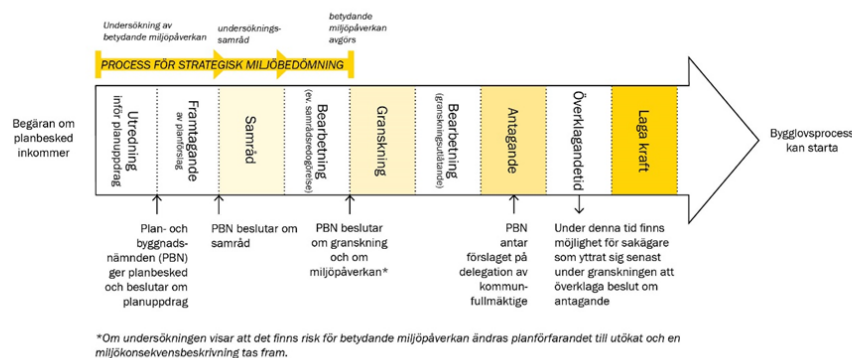 Undersökning av
betydande miljöpåverkan
undersöknings-
samråd
betydande
miljöpåverkan
avgörs
PROCESS FÖR STRATEGISK MILJÖBEDÖMNING
Begäran om
planbesked
inkommer
Utredning
inför planuppdrag
Framtagande
av planförslag
Samråd
Bearbetning
(ev. samrådsredogörelse)
Granskning
Bearbetning
(granskningsutlåtande)
Antagande
Överklagandetid
Laga kraft
Bygglovsprocess
kan starta
Plan- och
byggnads-
nämnden (PBN)
ger planbesked
och beslutar om
planuppdrag
PBN beslutar om
samråd
PBN beslutar
om granskning
och om
miljöpåverkan*
PBN
antar
förslaget på
delegation av
kommun-
fullmäktige
Under denna tid finns
möjlighet för sakägare
som yttrat sig senast
under granskningen att
överklaga beslut om
antagande
*Om undersökningen visar att det finns risk för betydande miljöpåverkan ändras planförfarandet till utökat och en
miljökonsekvensbeskrivning tas fram.